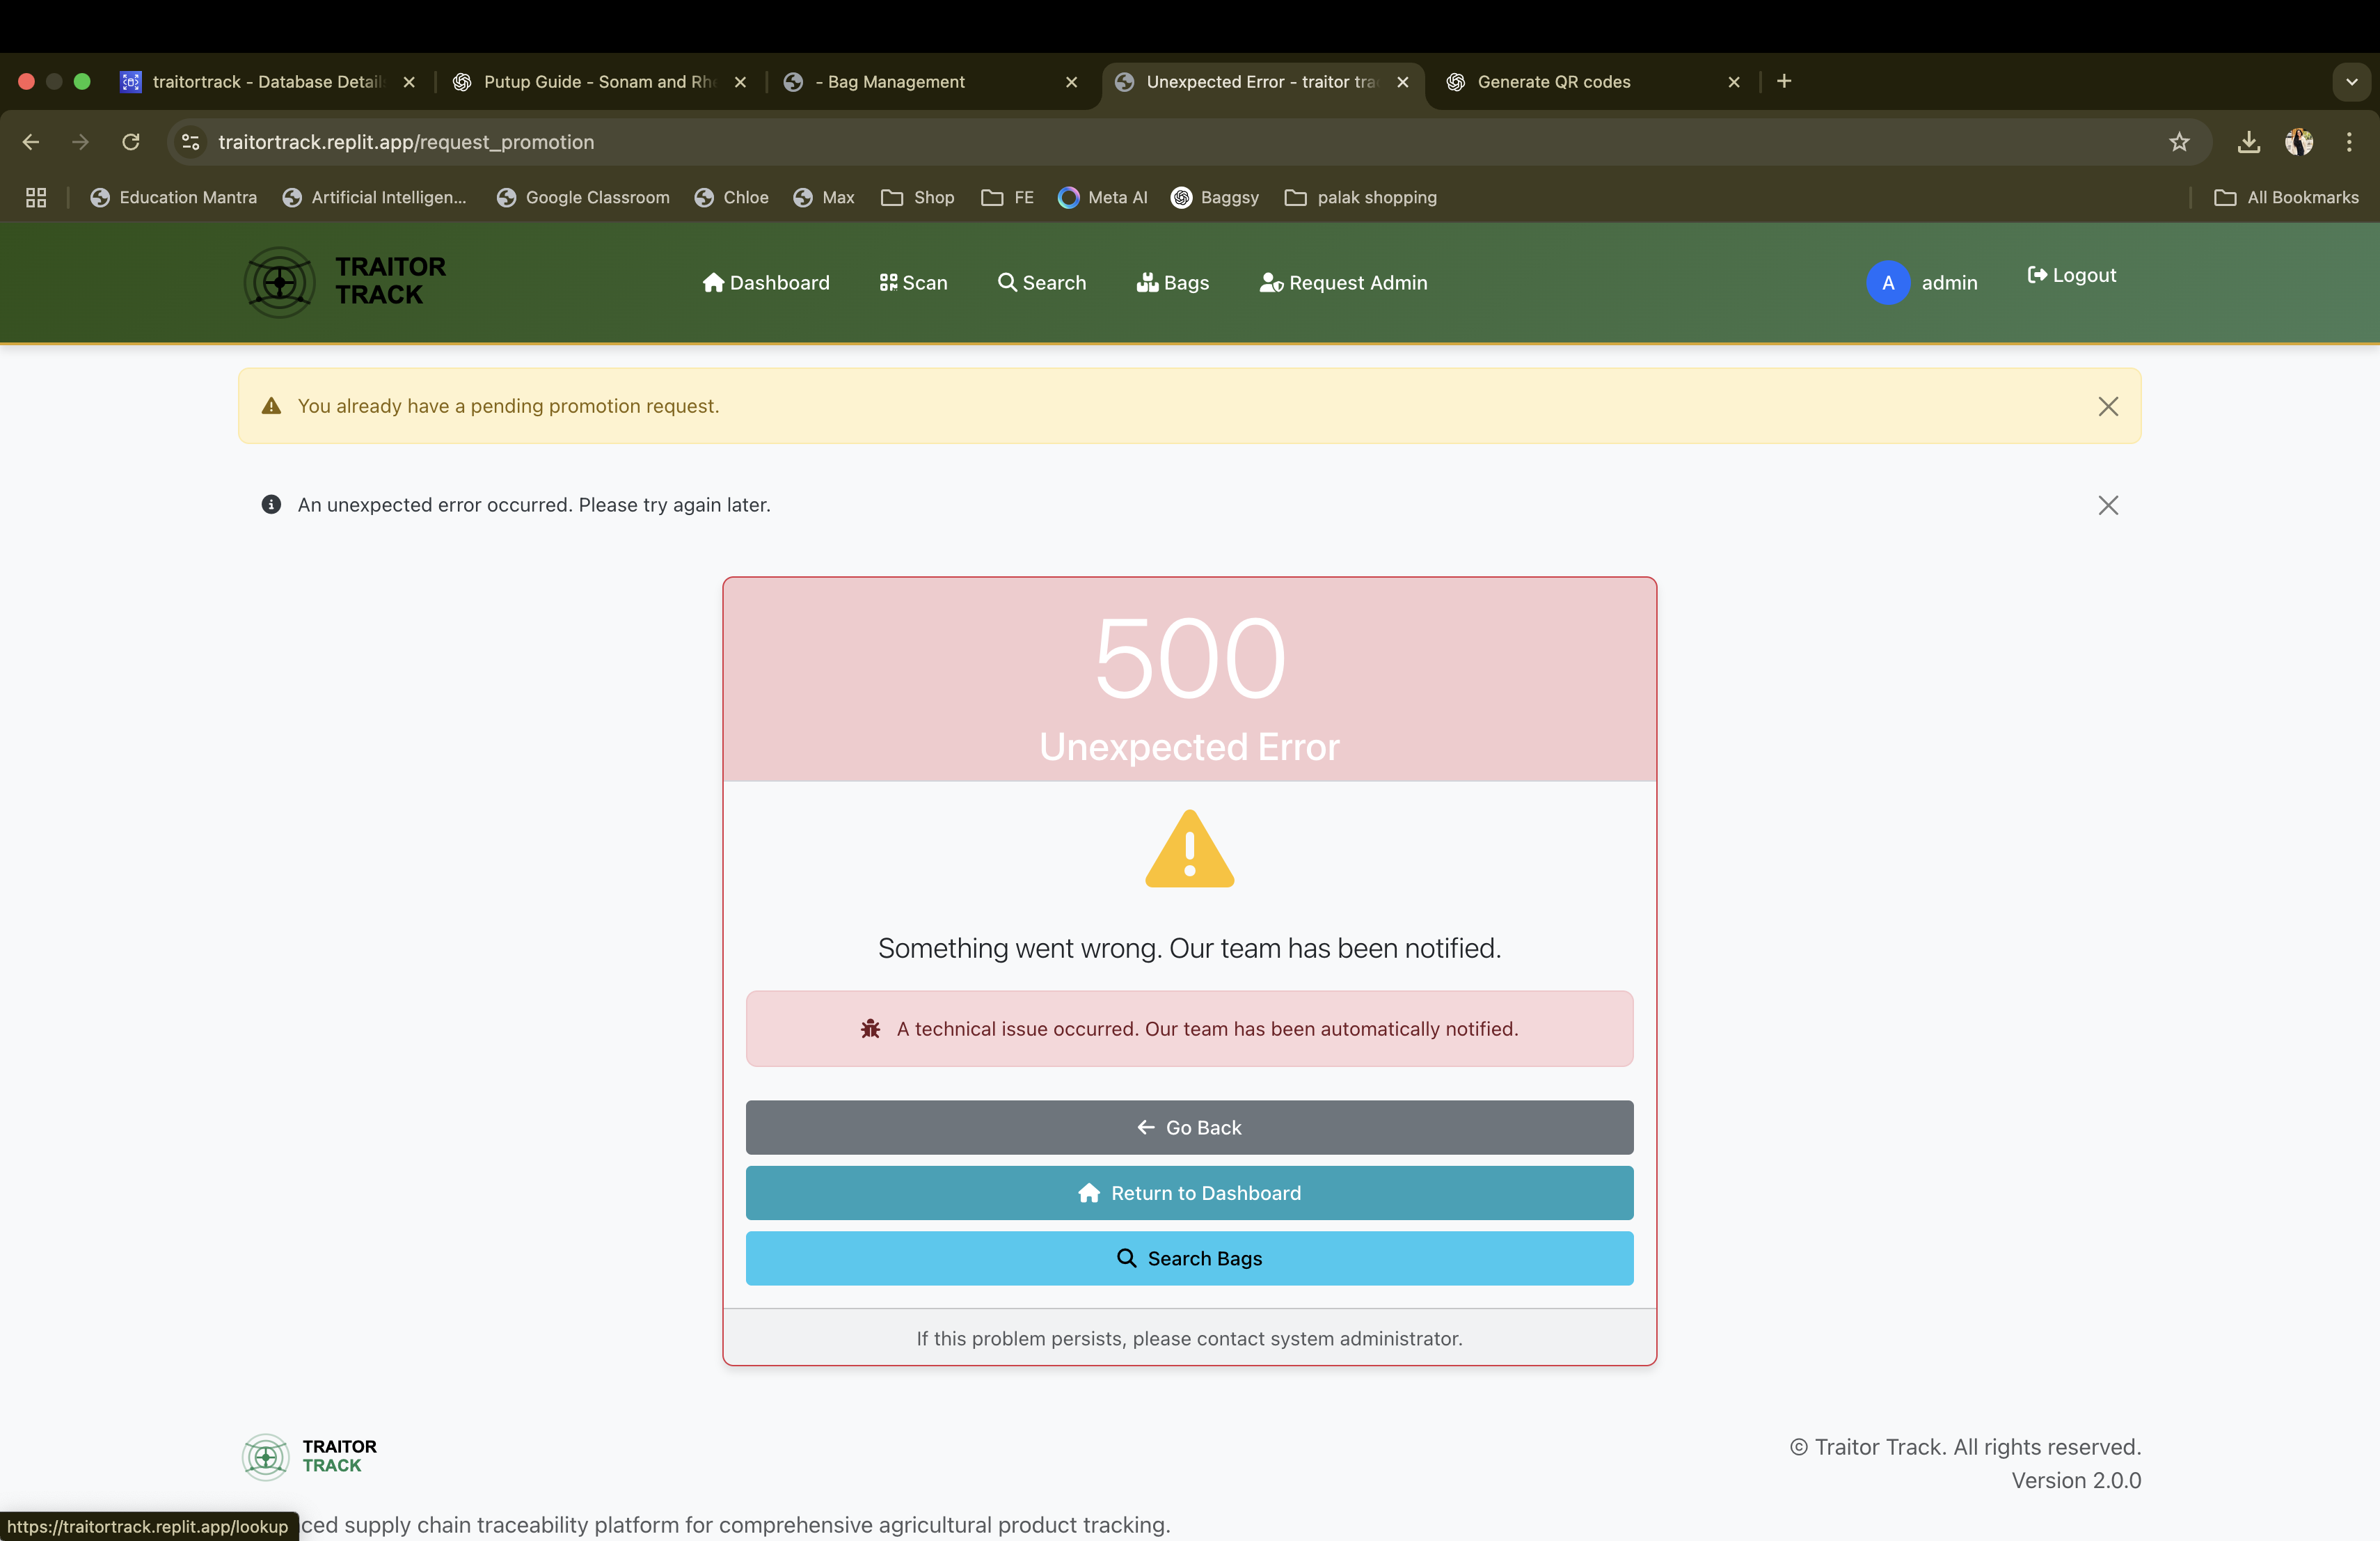 traitortrack - Database Details
Putup Guide - Sonam and Rh
- Bag Management
Unexpected Error - traitor tra
Generate QR codes
traitortrack.replit.app/request_promotion
Education Mantra
Artificial Intelligen...
Google Classroom
Chloe
Max
Shop
FE
Meta AI
Baggsy
palak shopping
All Bookmarks
TRAITOR
TRACK
Dashboard
Scan
Search
Bags
Request Admin
A
admin
Logout
You already have a pending promotion request.
An unexpected error occurred. Please try again later.
500
Unexpected Error
Something went wrong. Our team has been notified.
A technical issue occurred. Our team has been automatically notified.
Go Back
Return to Dashboard
Search Bags
If this problem persists, please contact system administrator.
TRAITOR
TRACK
© Traitor Track. All rights reserved.
Version 2.0.0
https://traitortrack.replit.app/lookup
ced supply chain traceability platform for comprehensive agricultural product tracking.